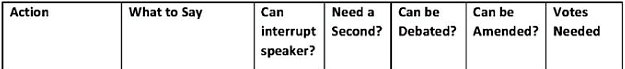 Action What to Say Can Need a Can be Can be Votes
interrupt Second? Debated? Amended? Needed
speaker?